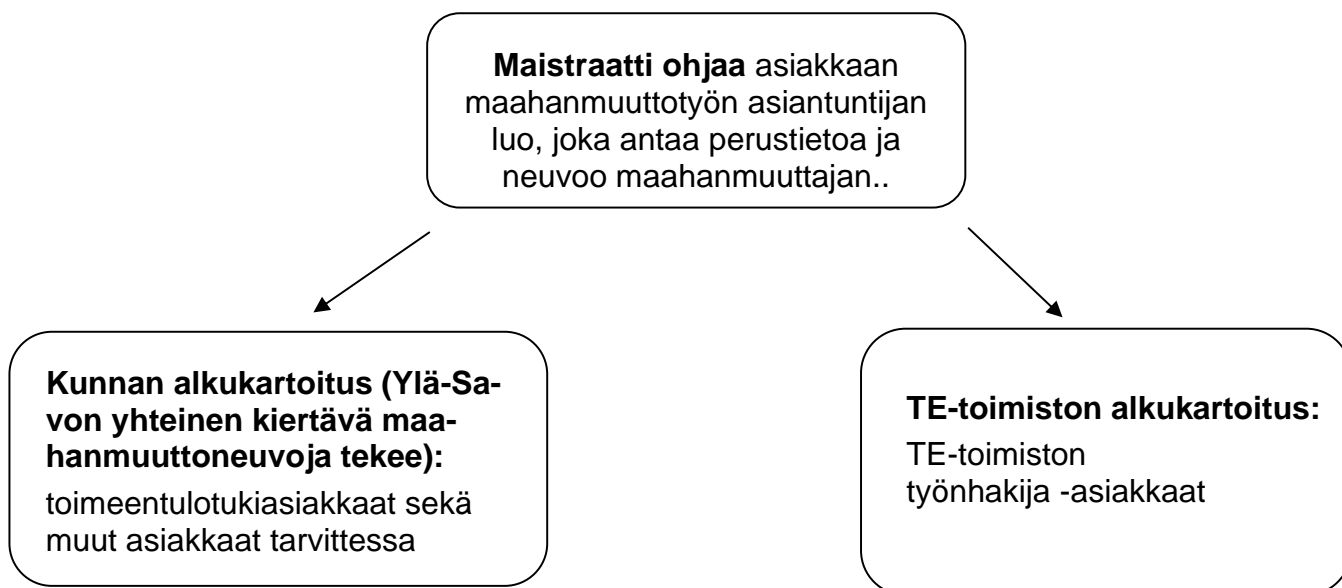 Maistraatti ohjaa asiakkaan
maahanmuuttotyön asiantuntijan
luo, joka antaa perustietoa ja
neuvoo maahanmuuttajan..
Kunnan alkukartoitus (Ylä-Sa-
von yhteinen kiertävä maa-
hanmuuttoneuvoja tekee):
toimeentulotukiasiakkaat sekä
muut asiakkaat tarvittessa
TE-toimiston alkukartoitus:
TE-toimiston
työnhakija -asiakkaat